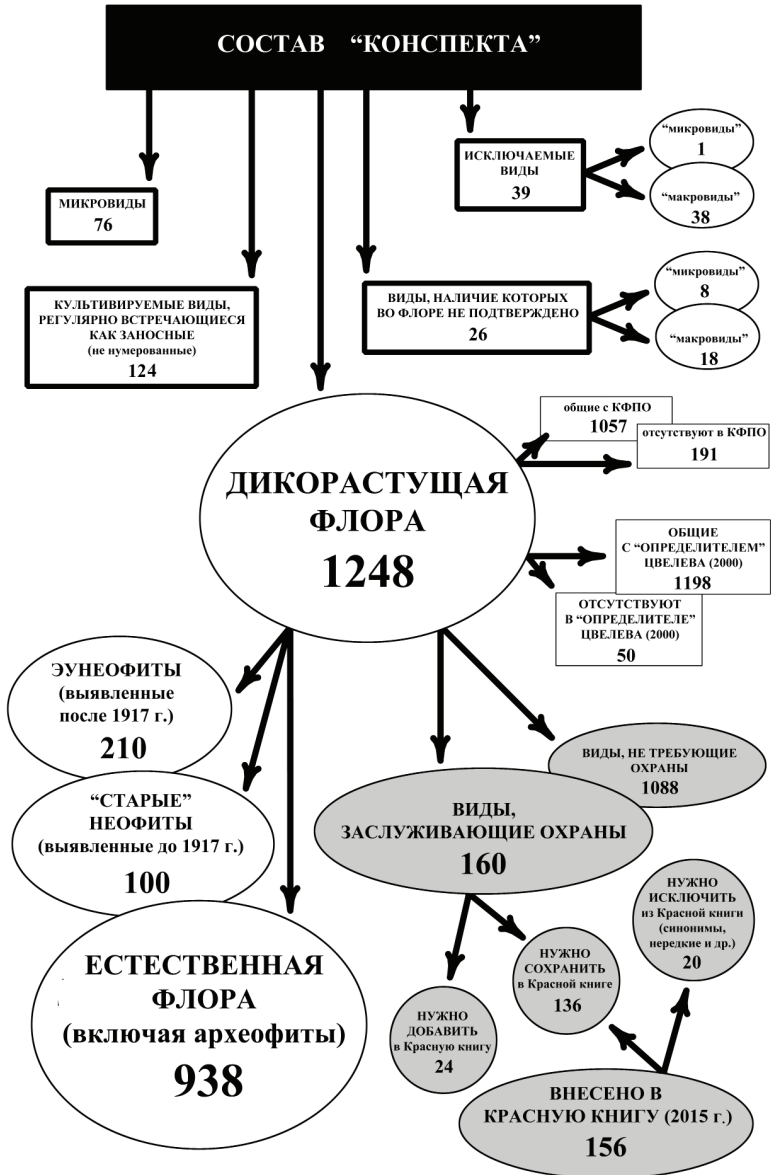 СОСТАВ “КОНСПЕКТА”
МИКРОВИДЫ
76
КУЛЬТИВИРУЕМЫЕ ВИДЫ,
РЕГУЛЯРНО ВСТРЕЧАЮЩИЕСЯ
КАК ЗАНОСНЫЕ
(не нумерованные)
124
ИСКЛЮЧАЕМЫЕ
ВИДЫ
39
“микровиды”
1
“макровиды”
38
ВИДЫ, НАЛИЧИЕ КОТОРЫХ
ВО ФЛОРЕ НЕ ПОДТВЕРЖДЕНО
26
“микровиды”
8
“макровиды”
18
ДИКОРАСТУЩАЯ
ФЛОРА
1248
общие с КФПО
1057
отсутствуют в КФПО
191
ОБЩИЕ
С “ОПРЕДЕЛИТЕЛЕМ”
ЦВЕЛЕВА (2000)
1198
ОТСУТСТВУЮТ
В “ОПРЕДЕЛИТЕЛЕ”
ЦВЕЛЕВА (2000)
50
ЭУНЕОФИТЫ
(выявленные
после 1917 г.)
210
“СТАРЫЕ”
НЕОФИТЫ
(выявленные до 1917 г.)
100
ЕСТЕСТВЕННАЯ
ФЛОРА
(включая археофиты)
938
ВИДЫ, НЕ ТРЕБУЮЩИЕ
ОХРАНЫ
1088
ВИДЫ,
ЗАСЛУЖИВАЮЩИЕ ОХРАНЫ
160
НУЖНО
ДОБАВИТЬ
в Красную книгу
24
НУЖНО
СОХРАНИТЬ
в Красной книге
136
НУЖНО
ИСКЛЮЧИТЬ
из Красной книги
(синонимы,
нередкие и др.)
20
ВНЕСЕНО В
КРАСНУЮ КНИГУ (2015 г.)
156